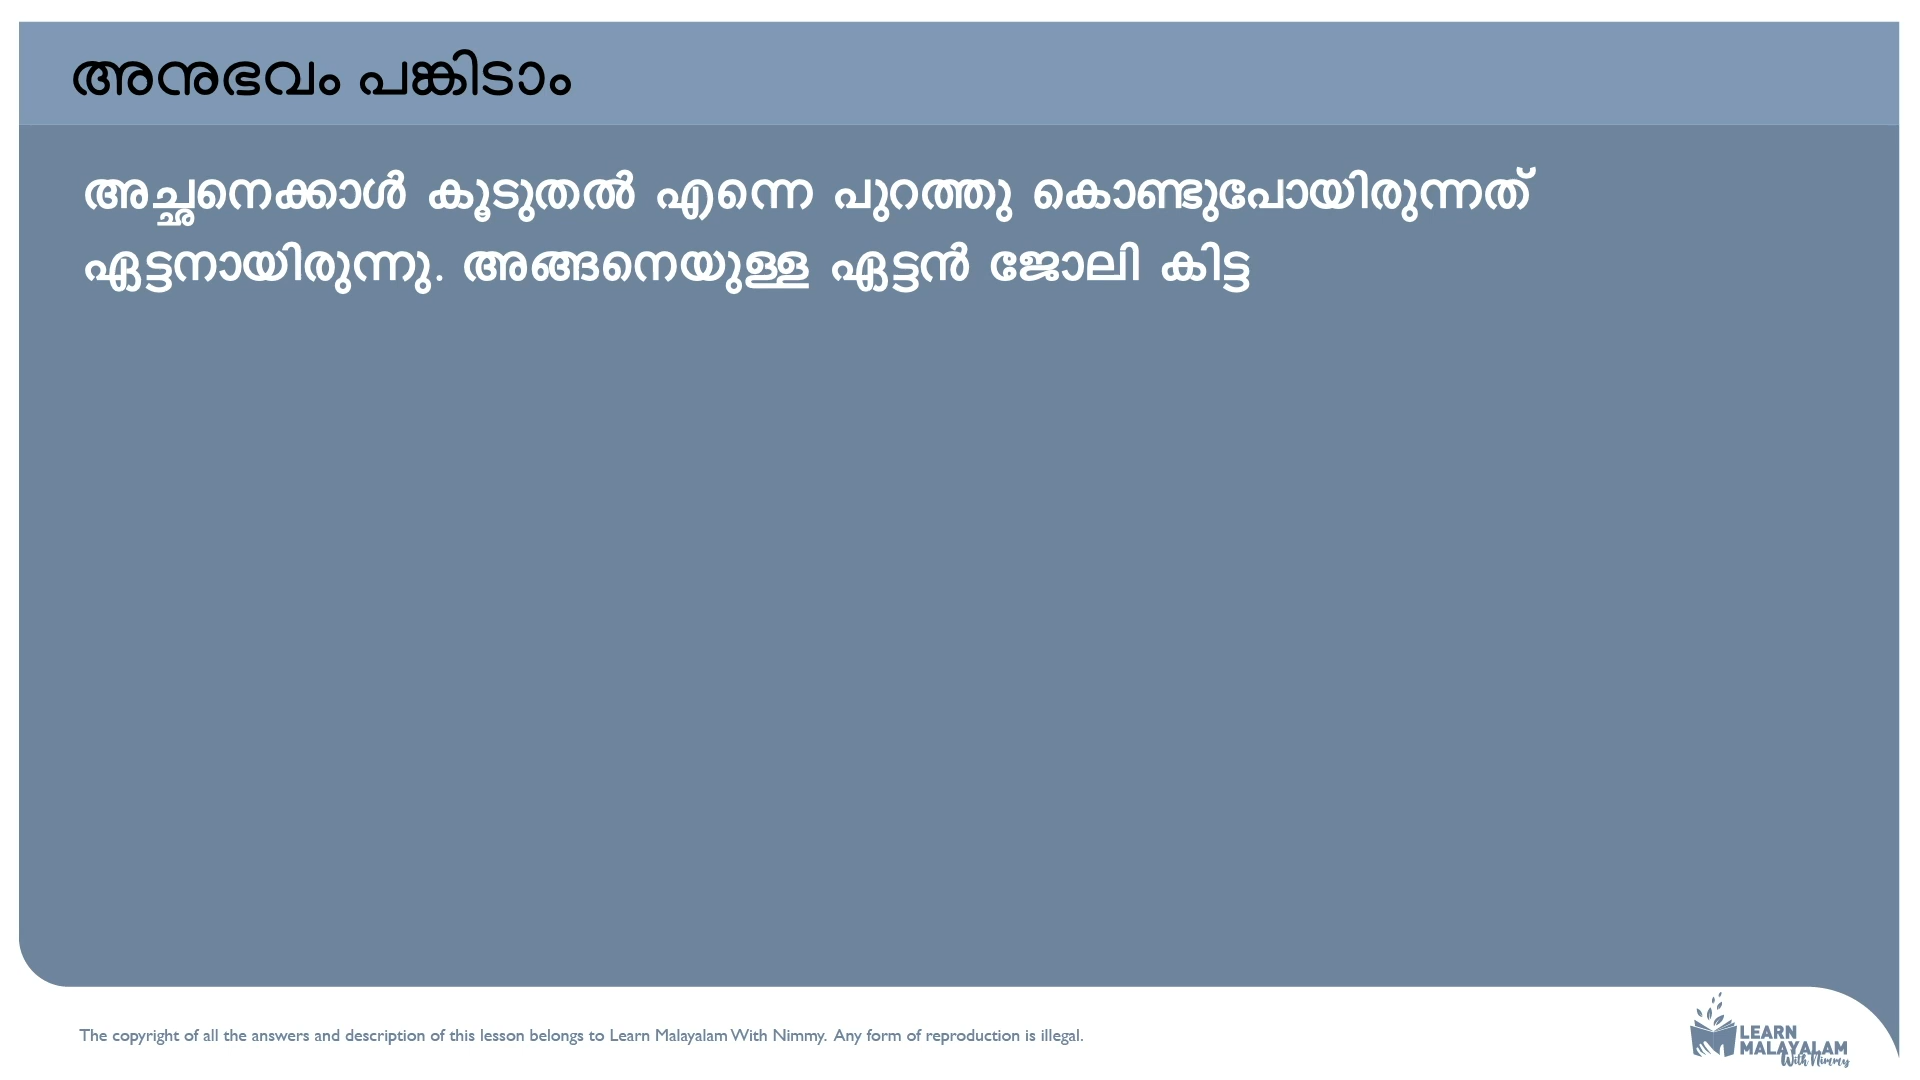 അനുഭവം പങ്കിടാം
അച്ഛനെക്കാൾ കൂടുതൽ എന്നെ പുറത്തു കൊണ്ടുപോയിരുന്നത്
ഏട്ടനായിരുന്നു. അങ്ങനെയുള്ള ഏട്ടൻ ജോലി കിട്ട
The copyright of all the answers and description of this lesson belongs to Learn Malayalam With Nimmy. Any form of reproduction is illegal.
LEARN
MALAYALAM
With Nimmy